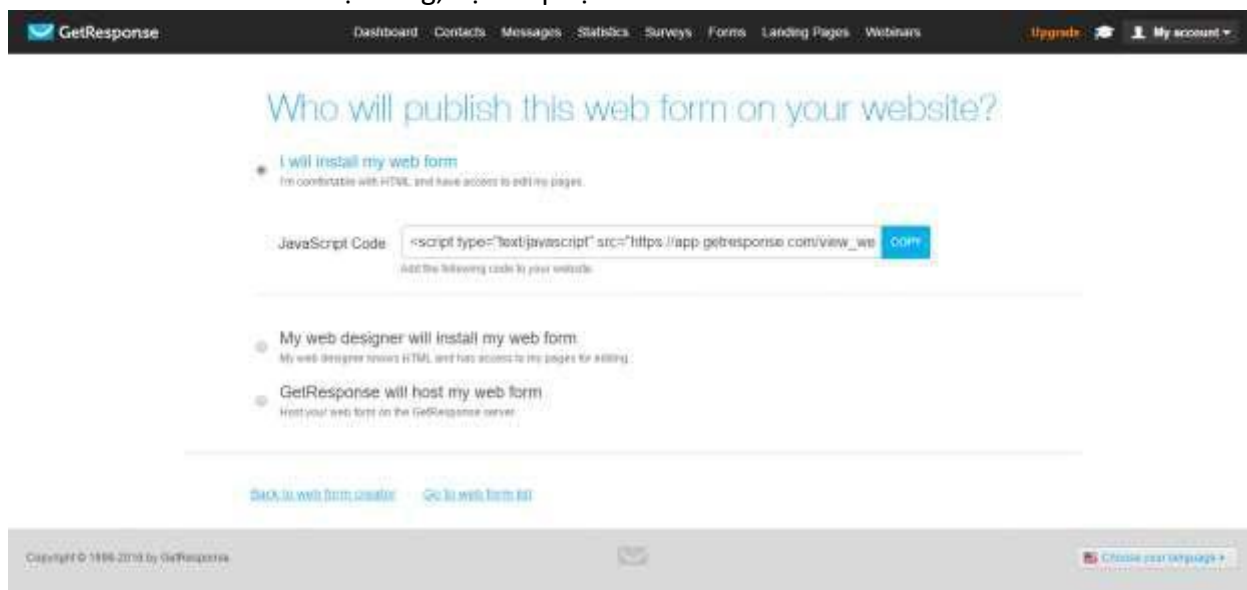 GetResponse
Dashboard Contacts Messages Statistics Surveys Forms Landing Pages Webinars
Upgrade
My account
Who will publish this web form on your website?
I will install my web form
I'm comfortable with HTML and have access to edit my pages.
JavaScript Code
<script type="text/javascript" src="https://app.getresponse.com/view_we
COPY
Add the following code to your website
My web designer will install my web form
My web designer knows HTML and has access to my pages for editing
GetResponse will host my web form
Host your web form on the GetResponse server
Back to web form creator Go to web form list
Copyright © 1998-2016 by GetResponse
Choose your language